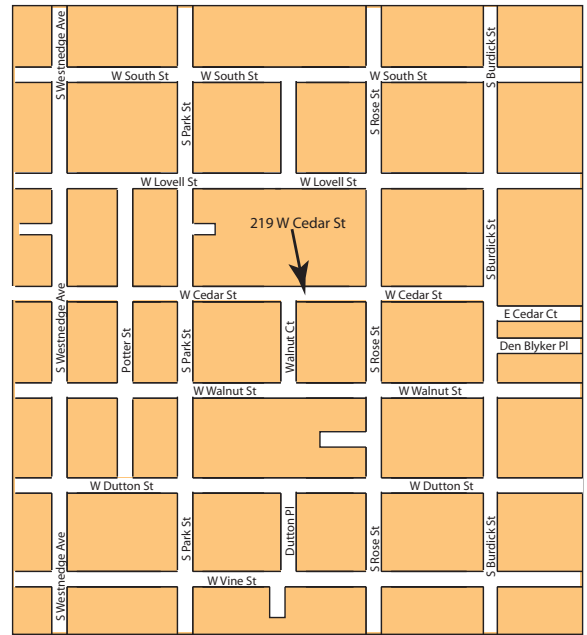 S Westnedge Ave
S Burdick St
W South St
W South St
W South St
S Park St
S Rose St
W Lovell St
W Lovell St
219 W Cedar St
S Burdick St
W Cedar St
W Cedar St
S Westnedge Ave
Potter St
S Park St
Walnut Ct
S Rose St
E Cedar Ct
Den Blyker Pl
W Walnut St
W Walnut St
W Dutton St
W Dutton St
S Westnedge Ave
S Park St
Dutton Pl
S Rose St
S Burdick St
W Vine St